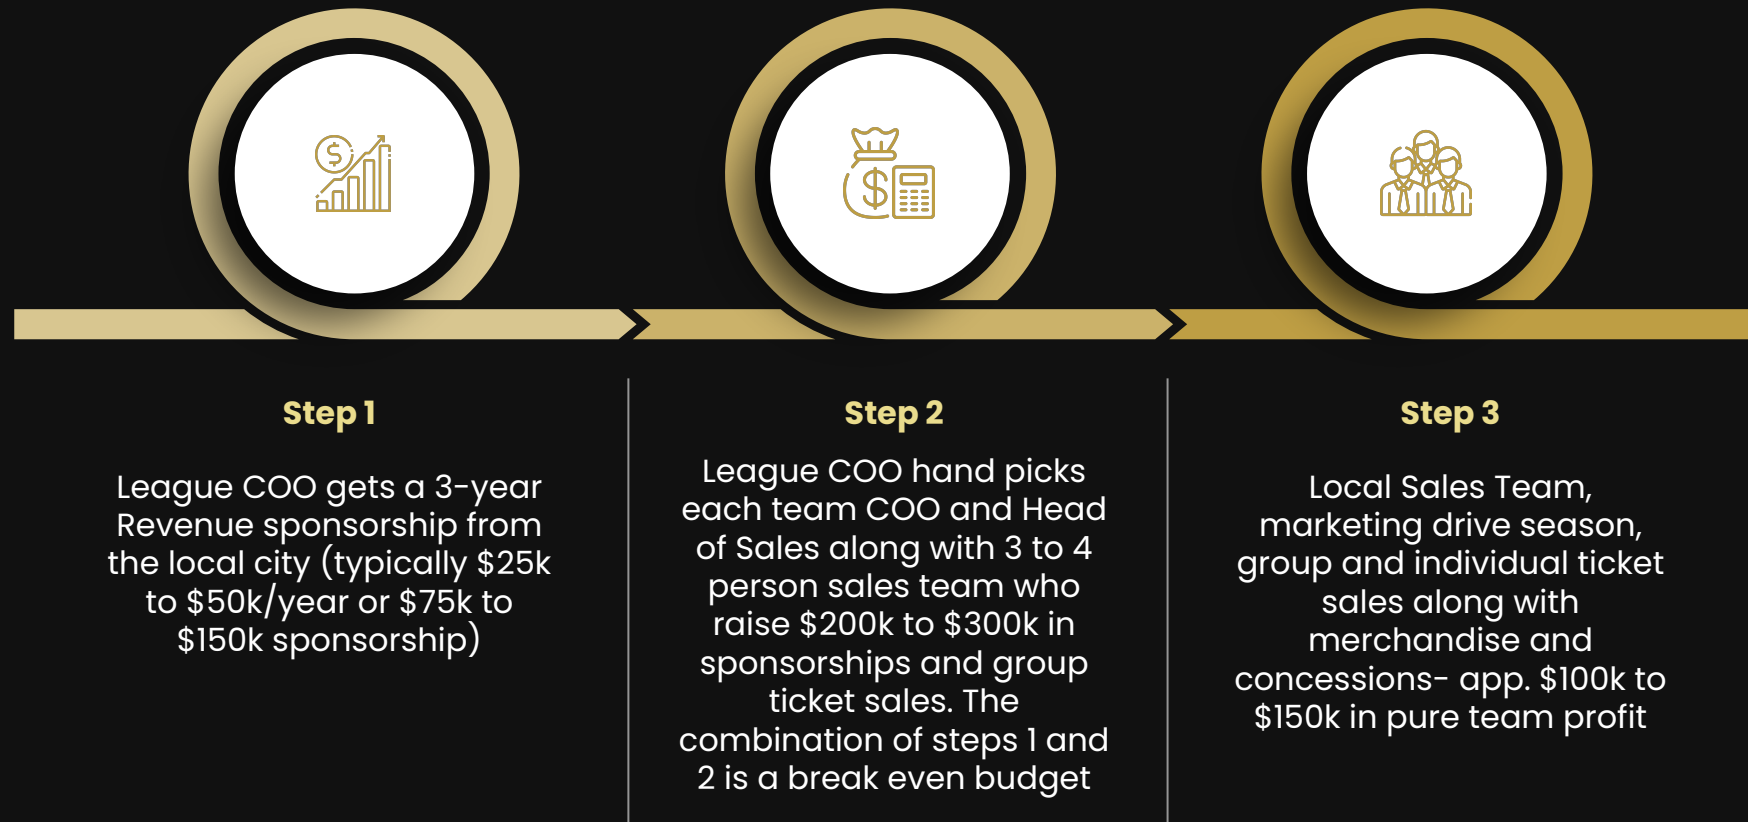 Step 1
League COO gets a 3-year
Revenue sponsorship from
the local city (typically $25k
to $50k/year or $75k to
$150k sponsorship)
Step 2
League COO hand picks
each team COO and Head
of Sales along with 3 to 4
person sales team who
raise $200k to $300k in
sponsorships and group
ticket sales. The
combination of steps 1 and
2 is a break even budget
Step 3
Local Sales Team,
marketing drive season,
group and individual ticket
sales along with
merchandise and
concessions- app. $100k to
$150k in pure team profit